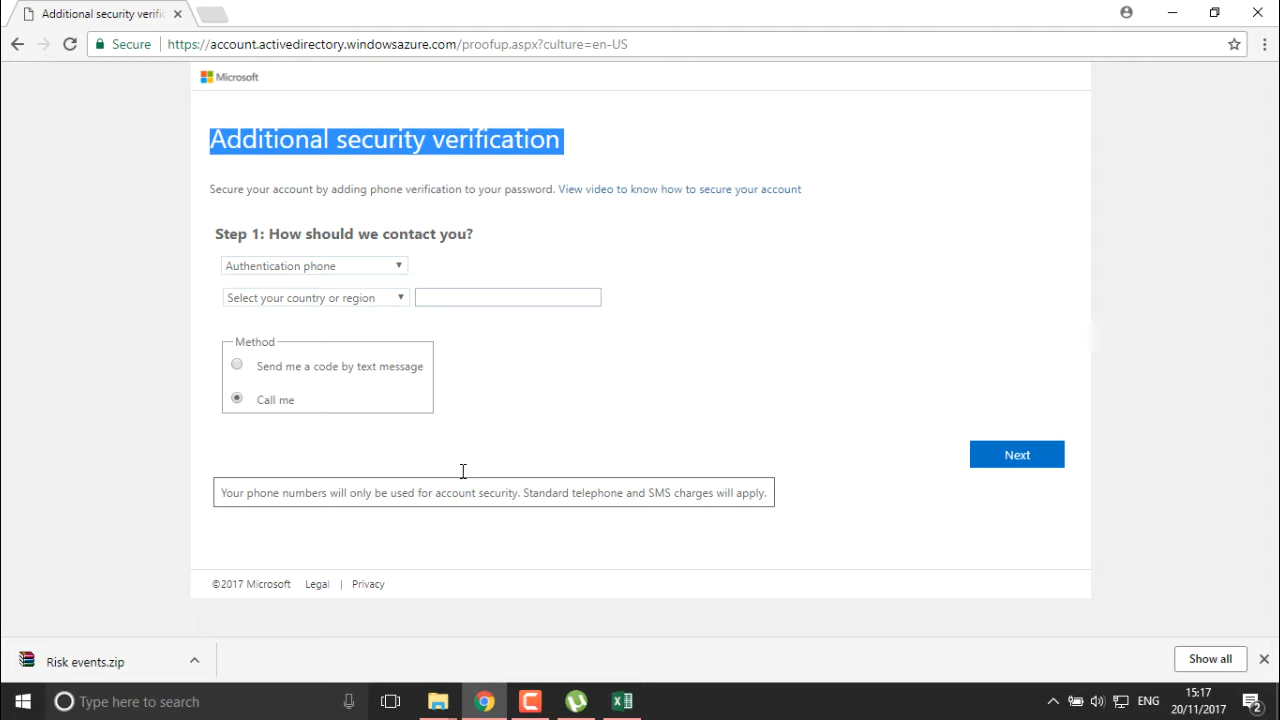 Additional security verific
Secure
https://account.activedirectory.windowsazure.com/proofup.aspx?culture=en-US
Microsoft
Additional security verification
Secure your account by adding phone verification to your password. View video to know how to secure your account
Step 1: How should we contact you?
Authentication phone
Select your country or region
Method
Send me a code by text message
Call me
Next
Your phone numbers will only be used for account security. Standard telephone and SMS charges will apply.
©2017 Microsoft Legal | Privacy
Risk events.zip
Show all
Type here to search
ENG
15:17
20/11/2017
2